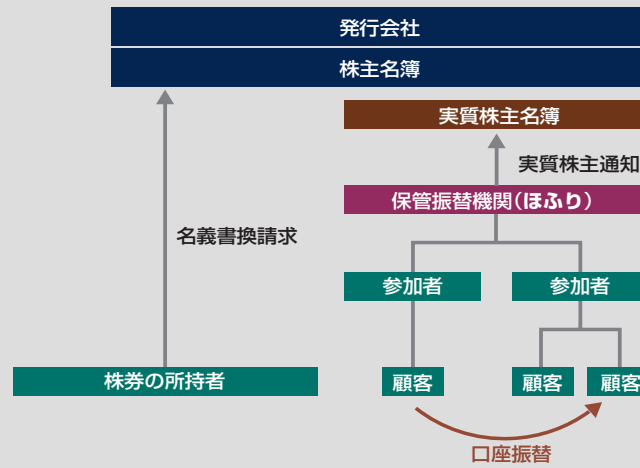 発行会社
株主名簿
実質株主名簿
実質株主通知
保管振替機関(ほふり)
名義書換請求
参加者
参加者
株券の所持者
顧客
顧客
顧客
口座振替